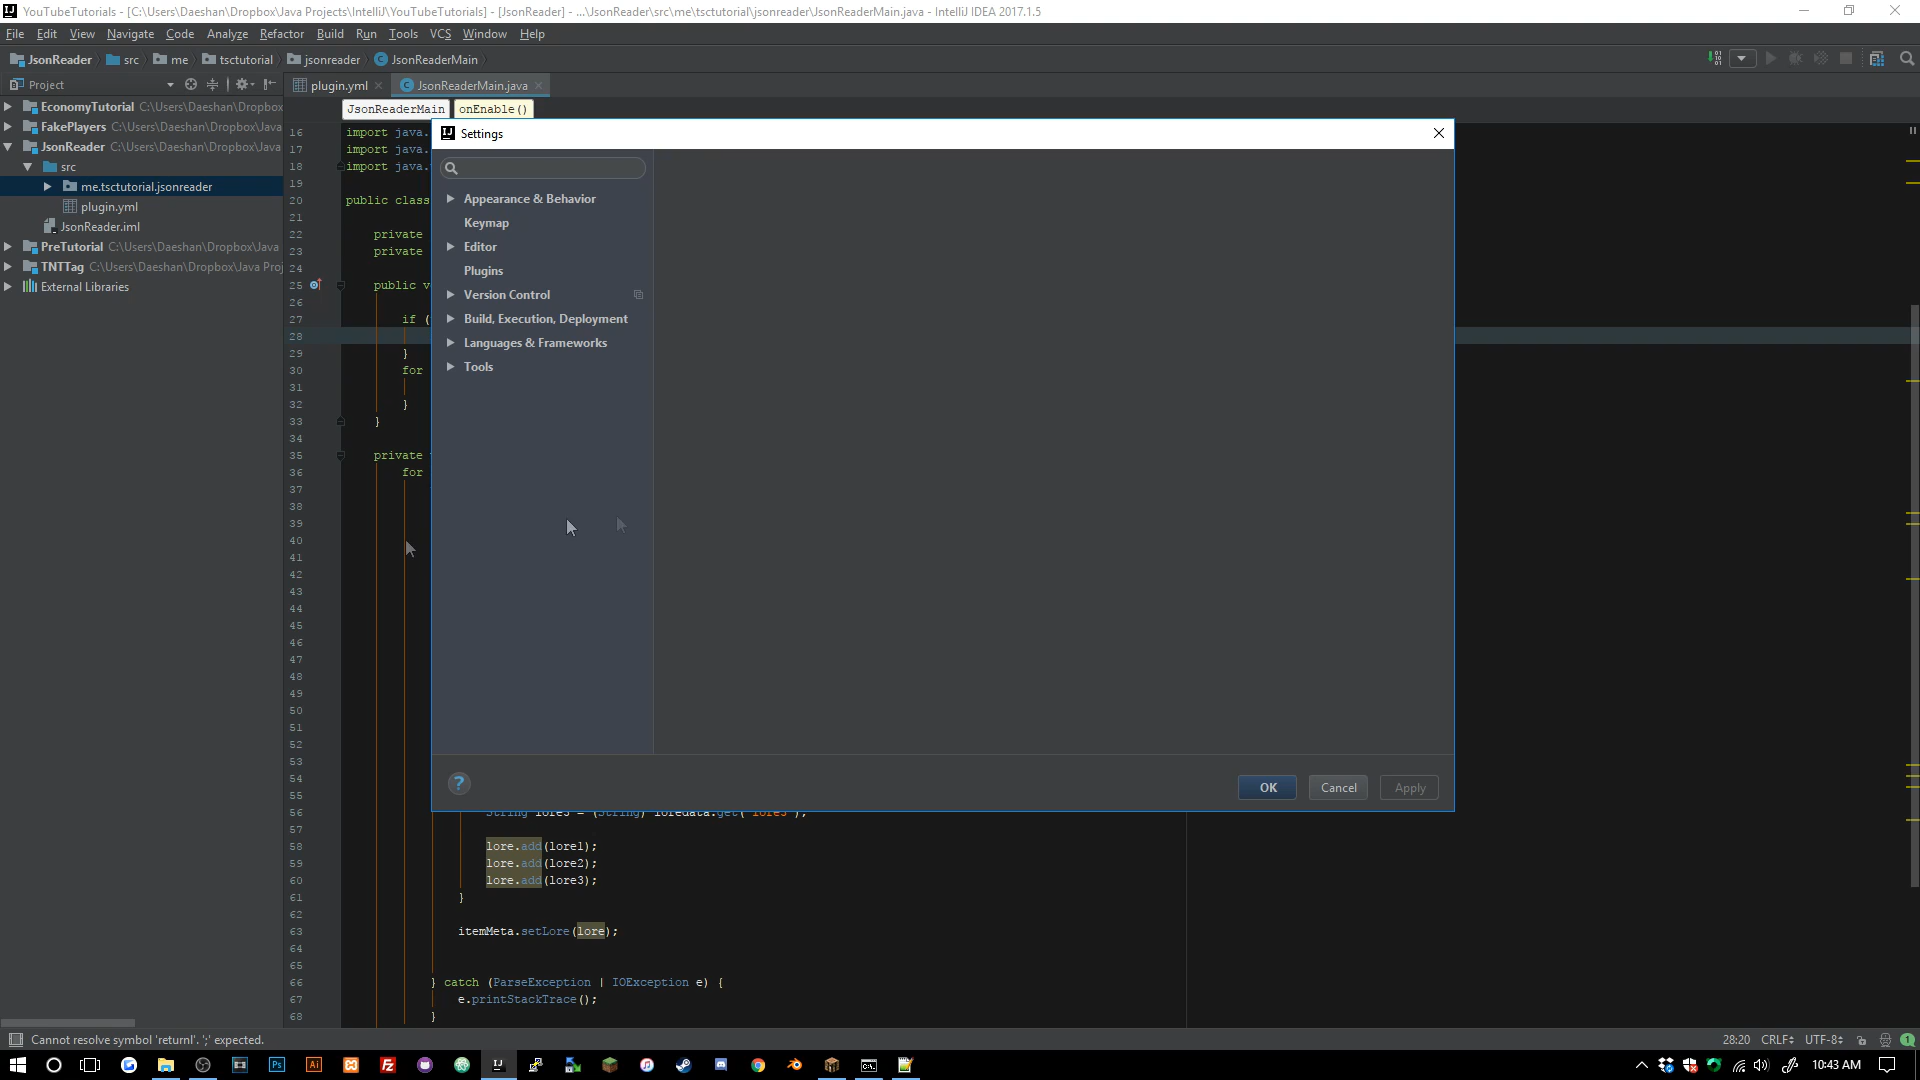 YouTubeTutorials - [C:\Users\Daeshan\Dropbox\Java Projects\IntelliJ\YouTubeTutorials] - [JsonReader] - ...\JsonReader\src\me\tsctutorial\jsonreader\JsonReaderMain.java - IntelliJ IDEA 2017.1.5
File Edit View Navigate Code Analyze Refactor Build Run Tools VCS Window Help
JsonReader src me tsctutorial jsonreader JsonReaderMain
Project plugin.yml JsonReaderMain.java
EconomyTutorial C:\Users\Daeshan\Dropbox
JsonReaderMain onEnable()
FakePlayers C:\Users\Daeshan\Dropbox\Java
JsonReader C:\Users\Daeshan\Dropbox\Java
src
me.tsctutorial.jsonreader
plugin.yml
JsonReader.iml
PreTutorial C:\Users\Daeshan\Dropbox\Java
TNTTag C:\Users\Daeshan\Dropbox\Java Proj
External Libraries
16 import java.
17 import java.
18 import java.
19
20 public class
21
22 private
23 private
24
25 public v
26
27 if (
28
29 }
30 for
31
32 }
33 }
34
35 private
36 for
37
38
39
40
41
42
43
44
45
46
47
48
49
50
51
52
53
54
55
56 String lore3 = (String) loredata.get("lore3");
57
58 lore.add(lore1);
59 lore.add(lore2);
60 lore.add(lore3);
61 }
62
63 itemMeta.setLore(lore);
64
65
66 } catch (ParseException | IOException e) {
67 e.printStackTrace();
68 }
Settings
Appearance & Behavior
Keymap
Editor
Plugins
Version Control
Build, Execution, Deployment
Languages & Frameworks
Tools
?
OK Cancel Apply
Cannot resolve symbol 'returnl'. ';' expected. 28:20 CRLF UTF-8 1
10:43 AM